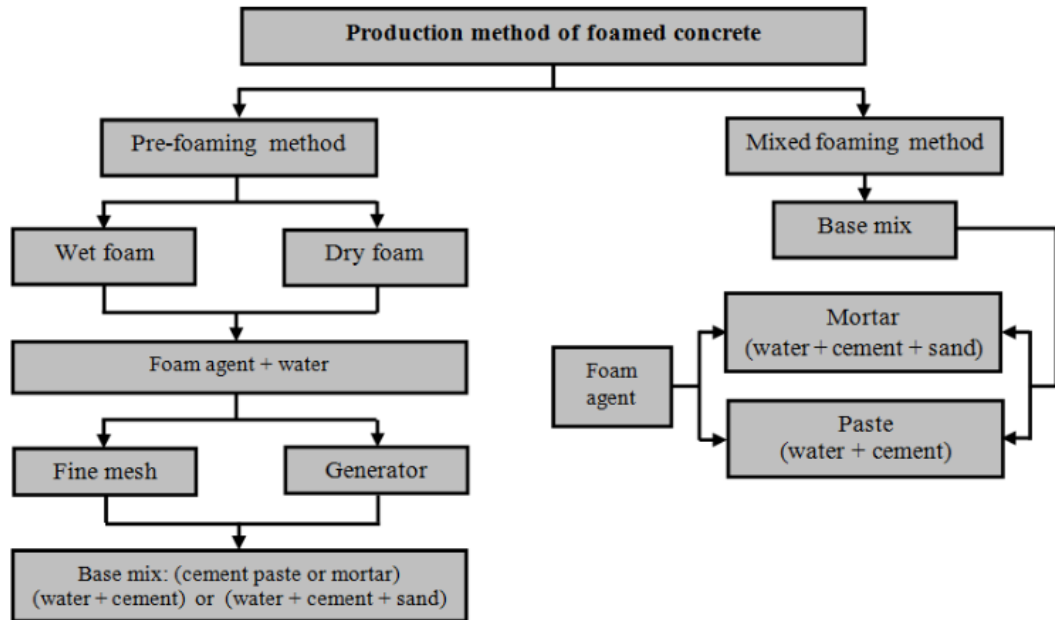 Production method of foamed concrete
Pre-foaming method
Mixed foaming method
Wet foam
Dry foam
Base mix
Foam agent + water
Mortar
(water + cement + sand)
Foam
agent
Paste
(water + cement)
Fine mesh
Generator
Base mix: (cement paste or mortar)
(water + cement) or (water + cement + sand)